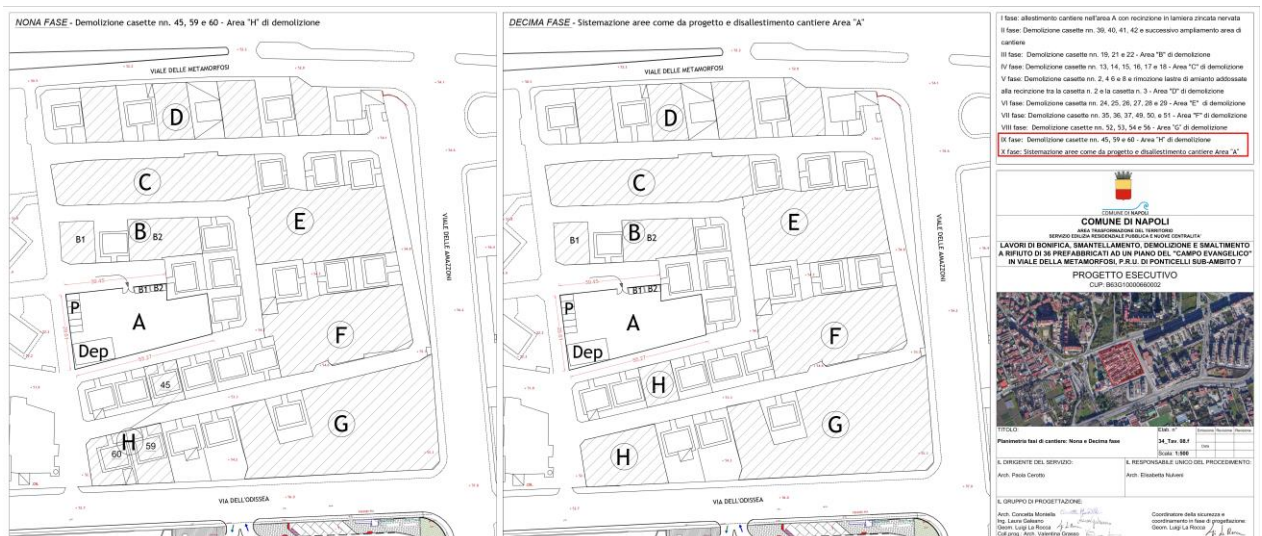 NONA FASE - Demolizione casette nn. 45, 59 e 60 - Area "H" di demolizione
VIALE DELLE METAMORFOSI
D
C
E
B1
B
B2
VIALE DELLE AMAZZONI
P
B1
B2
A
Dep
F
45
H
60
59
G
VIA DELL'ODISSEA
DECIMA FASE - Sistemazione aree come da progetto e disallestimento cantiere Area "A"
VIALE DELLE METAMORFOSI
D
C
E
B1
B
B2
VIALE DELLE AMAZZONI
P
B1
B2
A
Dep
F
H
G
H
VIA DELL'ODISSEA
I fase: allestimento cantiere nell'area A con recinzione in lamiera zincata nervata
II fase: Demolizione casette nn. 39, 40, 41, 42 e successivo ampliamento area di
cantiere
III fase: Demolizione casette nn. 19, 21 e 22 - Area "B" di demolizione
IV fase: Demolizione casette nn. 13, 14, 15, 16, 17 e 18 - Area "C" di demolizione
V fase: Demolizione casette nn. 2, 4 6 e 8 e rimozione lastre di amianto addossate
alla recinzione tra la casetta n. 2 e la casetta n. 3 - Area "D" di demolizione
VI fase: Demolizione casette nn. 24, 25, 26, 27, 28 e 29 - Area "E" di demolizione
VII fase: Demolizione casette nn. 35, 36, 37, 49, 50, e 51 - Area "F" di demolizione
VIII fase: Demolizione casette nn. 52, 53, 54 e 56 - Area "G" di demolizione
IX fase: Demolizione casette nn. 45, 59 e 60 - Area "H" di demolizione
X fase: Sistemazione aree come da progetto e disallestimento cantiere Area "A"
COMUNE DI NAPOLI
COMUNE DI NAPOLI
AREA TRASFORMAZIONE DEL TERRITORIO
SERVIZIO EDILIZIA RESIDENZIALE PUBBLICA E NUOVE CENTRALITA'
LAVORI DI BONIFICA, SMANTELLAMENTO, DEMOLIZIONE E SMALTIMENTO
A RIFIUTO DI 36 PREFABBRICATI AD UN PIANO DEL "CAMPO EVANGELICO"
IN VIALE DELLA METAMORFOSI, P.R.U. DI PONTICELLI SUB-AMBITO 7
PROGETTO ESECUTIVO
CUP: B63G10000660002
TITOLO
Elab. n°
Planimetria fasi di cantiere: Nona e Decima fase
34_Tav. 08.f
Scala 1:500
IL DIRIGENTE DEL SERVIZIO:
IL RESPONSABILE UNICO DEL PROCEDIMENTO:
Arch. Paola Cerotto
Arch. Elisabetta Nulveni
IL GRUPPO DI PROGETTAZIONE:
Arch. Concetta Moniella
Ing. Laura Galeano
Geom. Luigi La Rocca
Coll.prog. Arch. Valentina Grasso
Coordinatore della sicurezza e
coordinamento in fase di progettazione:
Geom. Luigi La Rocca